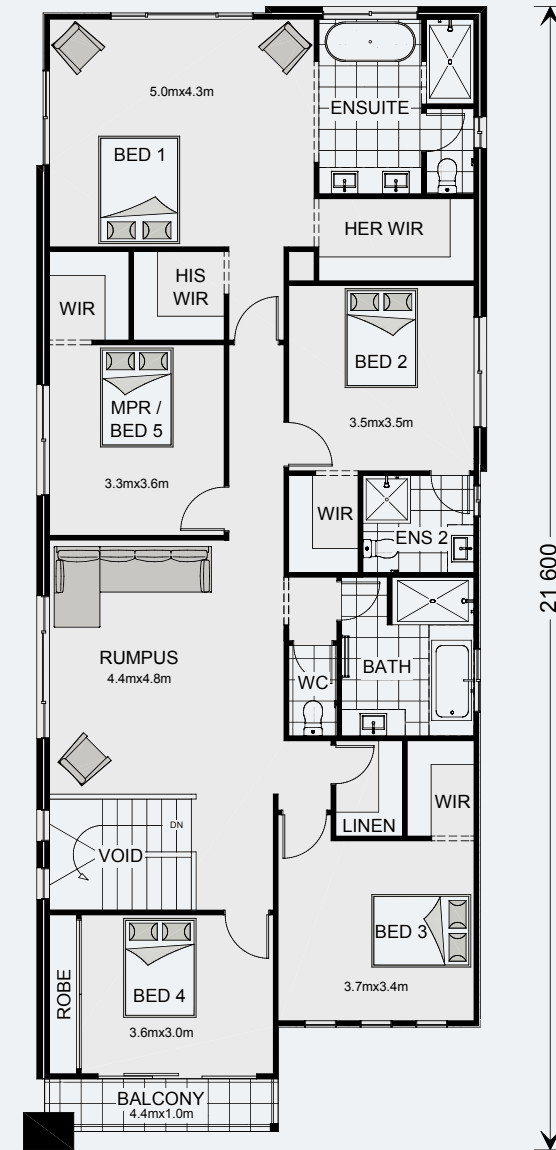 5.0mx4.3m
ENSUITE
BED 1
HER WIR
HIS
WIR
WIR
BED 2
MPR /
BED 5
3.5mx3.5m
3.3mx3.6m
WIR
ENS 2
21 600
RUMPUS
4.4mx4.8m
BATH
WC
WIR
LINEN
DN
VOID
BED 3
3.7mx3.4m
ROBE
BED 4
3.6mx3.0m
BALCONY
4.4mx1.0m